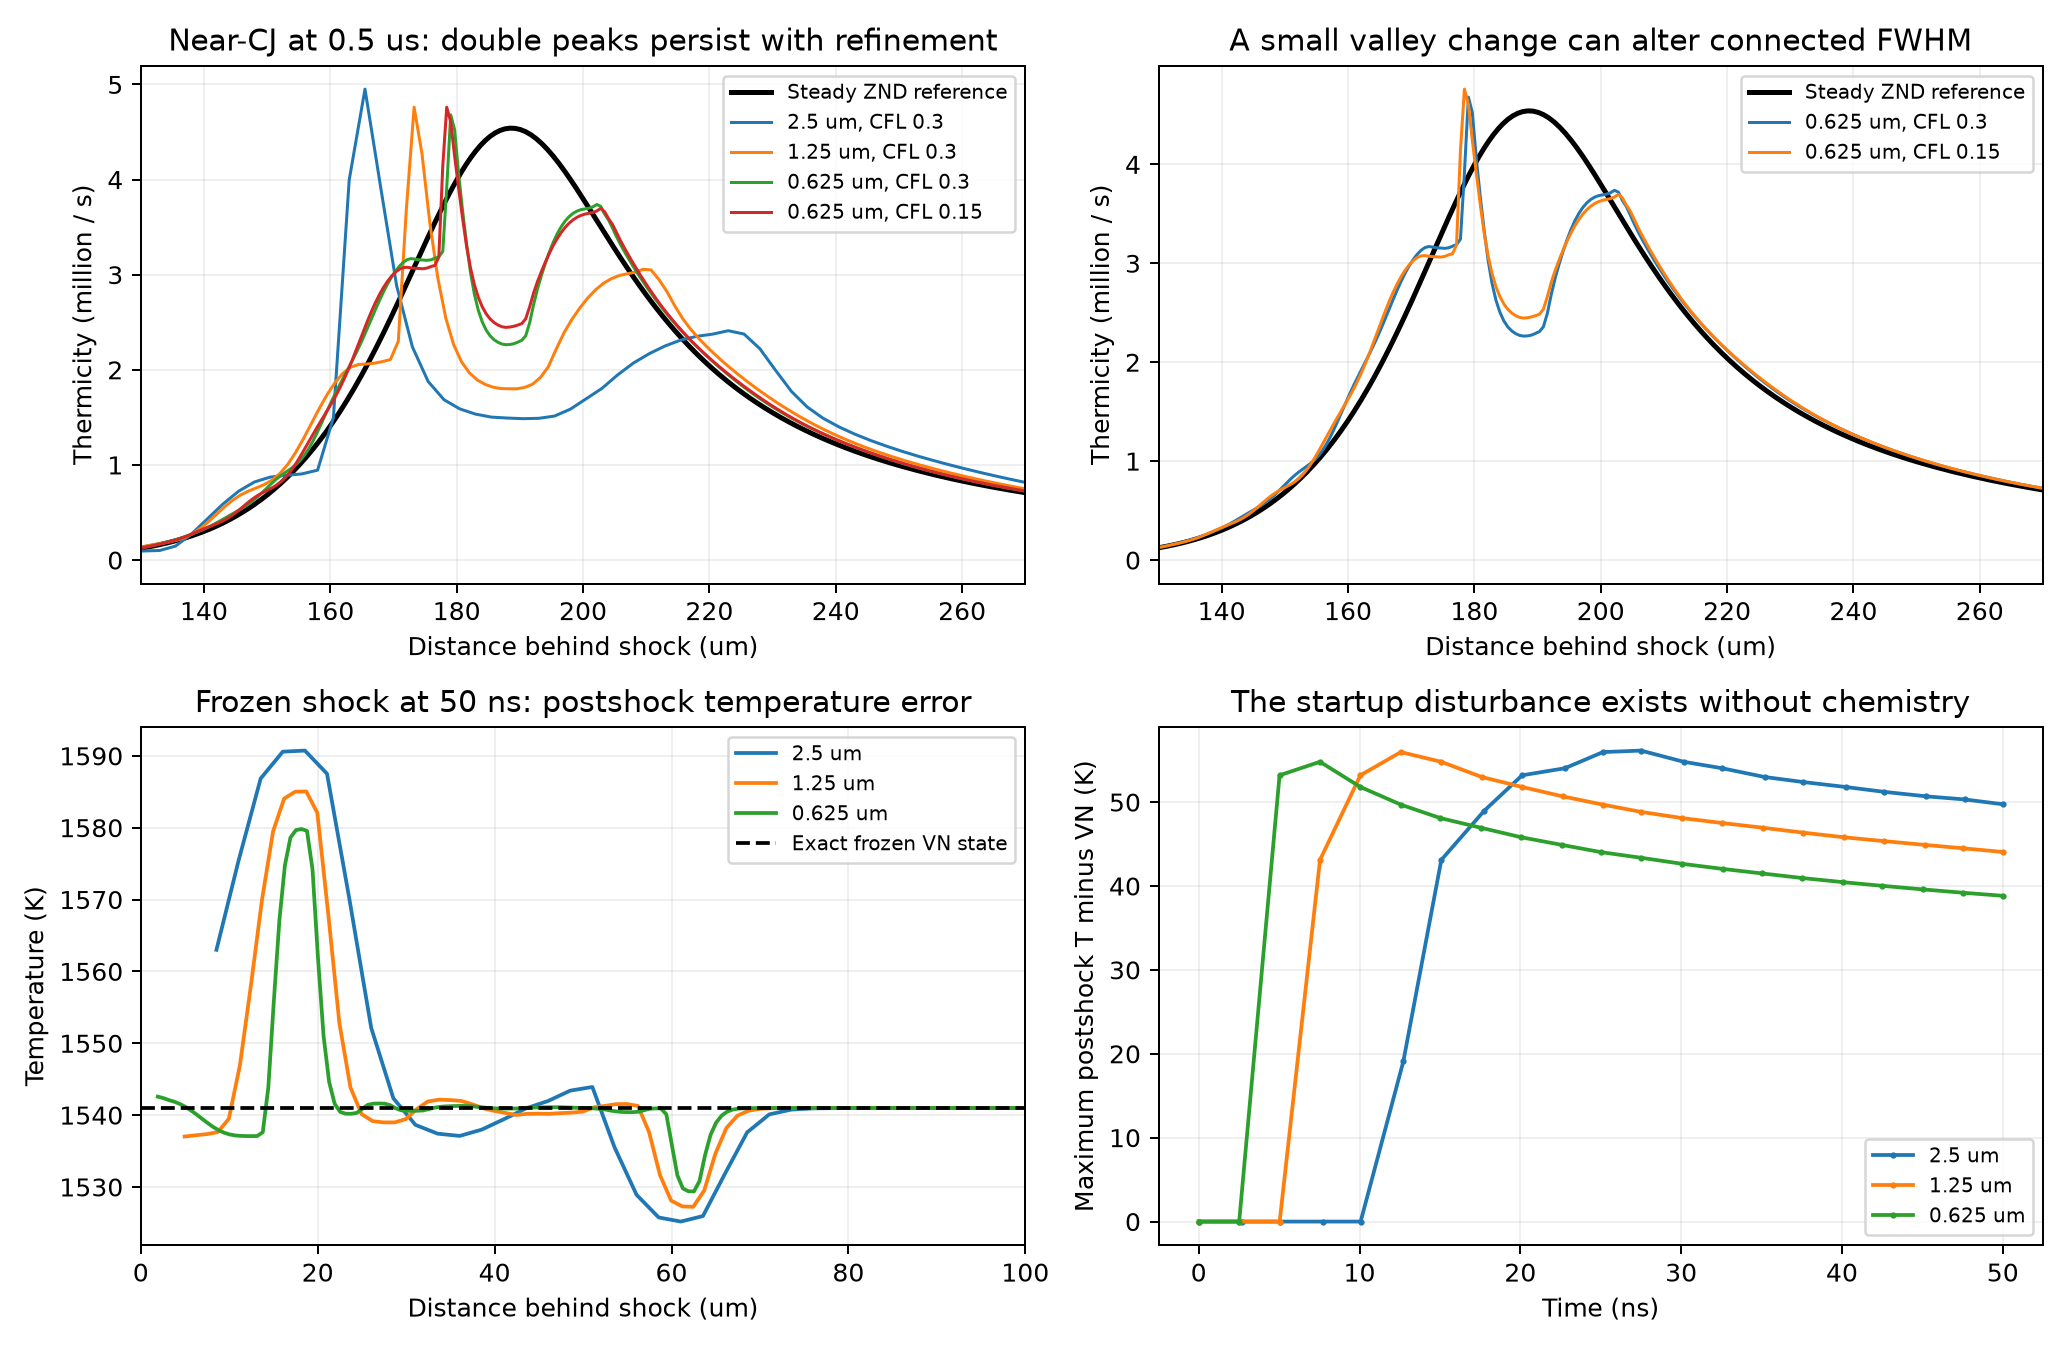 Near-CJ at 0.5 us: double peaks persist with refinement
Thermicity (million / s)
5
4
3
2
1
0
Steady ZND reference
2.5 um, CFL 0.3
1.25 um, CFL 0.3
0.625 um, CFL 0.3
0.625 um, CFL 0.15
140 160 180 200 220 240 260
Distance behind shock (um)
A small valley change can alter connected FWHM
Thermicity (million / s)
4
3
2
1
0
Steady ZND reference
0.625 um, CFL 0.3
0.625 um, CFL 0.15
140 160 180 200 220 240 260
Distance behind shock (um)
Frozen shock at 50 ns: postshock temperature error
Temperature (K)
1590
1580
1570
1560
1550
1540
1530
2.5 um
1.25 um
0.625 um
Exact frozen VN state
0 20 40 60 80 100
Distance behind shock (um)
The startup disturbance exists without chemistry
Maximum postshock T minus VN (K)
50
40
30
20
10
0
2.5 um
1.25 um
0.625 um
0 10 20 30 40 50
Time (ns)